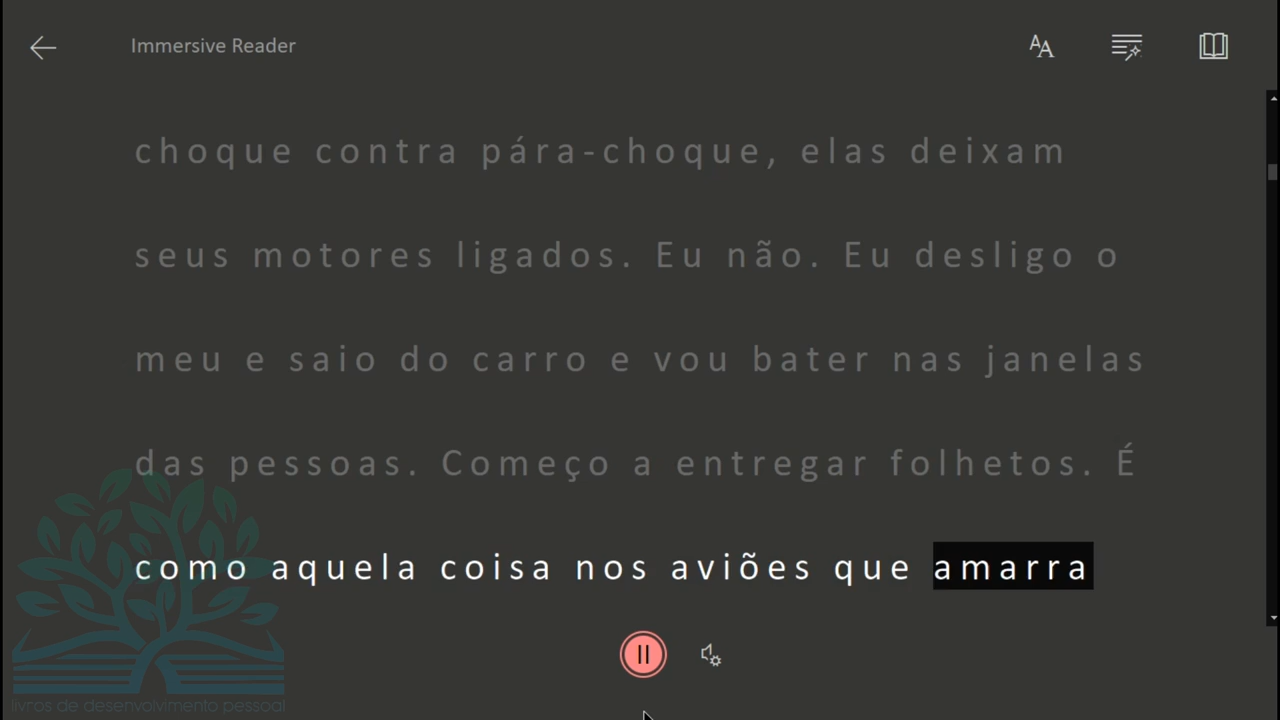 Immersive Reader
choque contra pára-choque, elas deixam
seus motores ligados. Eu não. Eu desligo o
meu e saio do carro e vou bater nas janelas
das pessoas. Começo a entregar folhetos. É
como aquela coisa nos aviões que amarra
livros de desenvolvimento pessoal